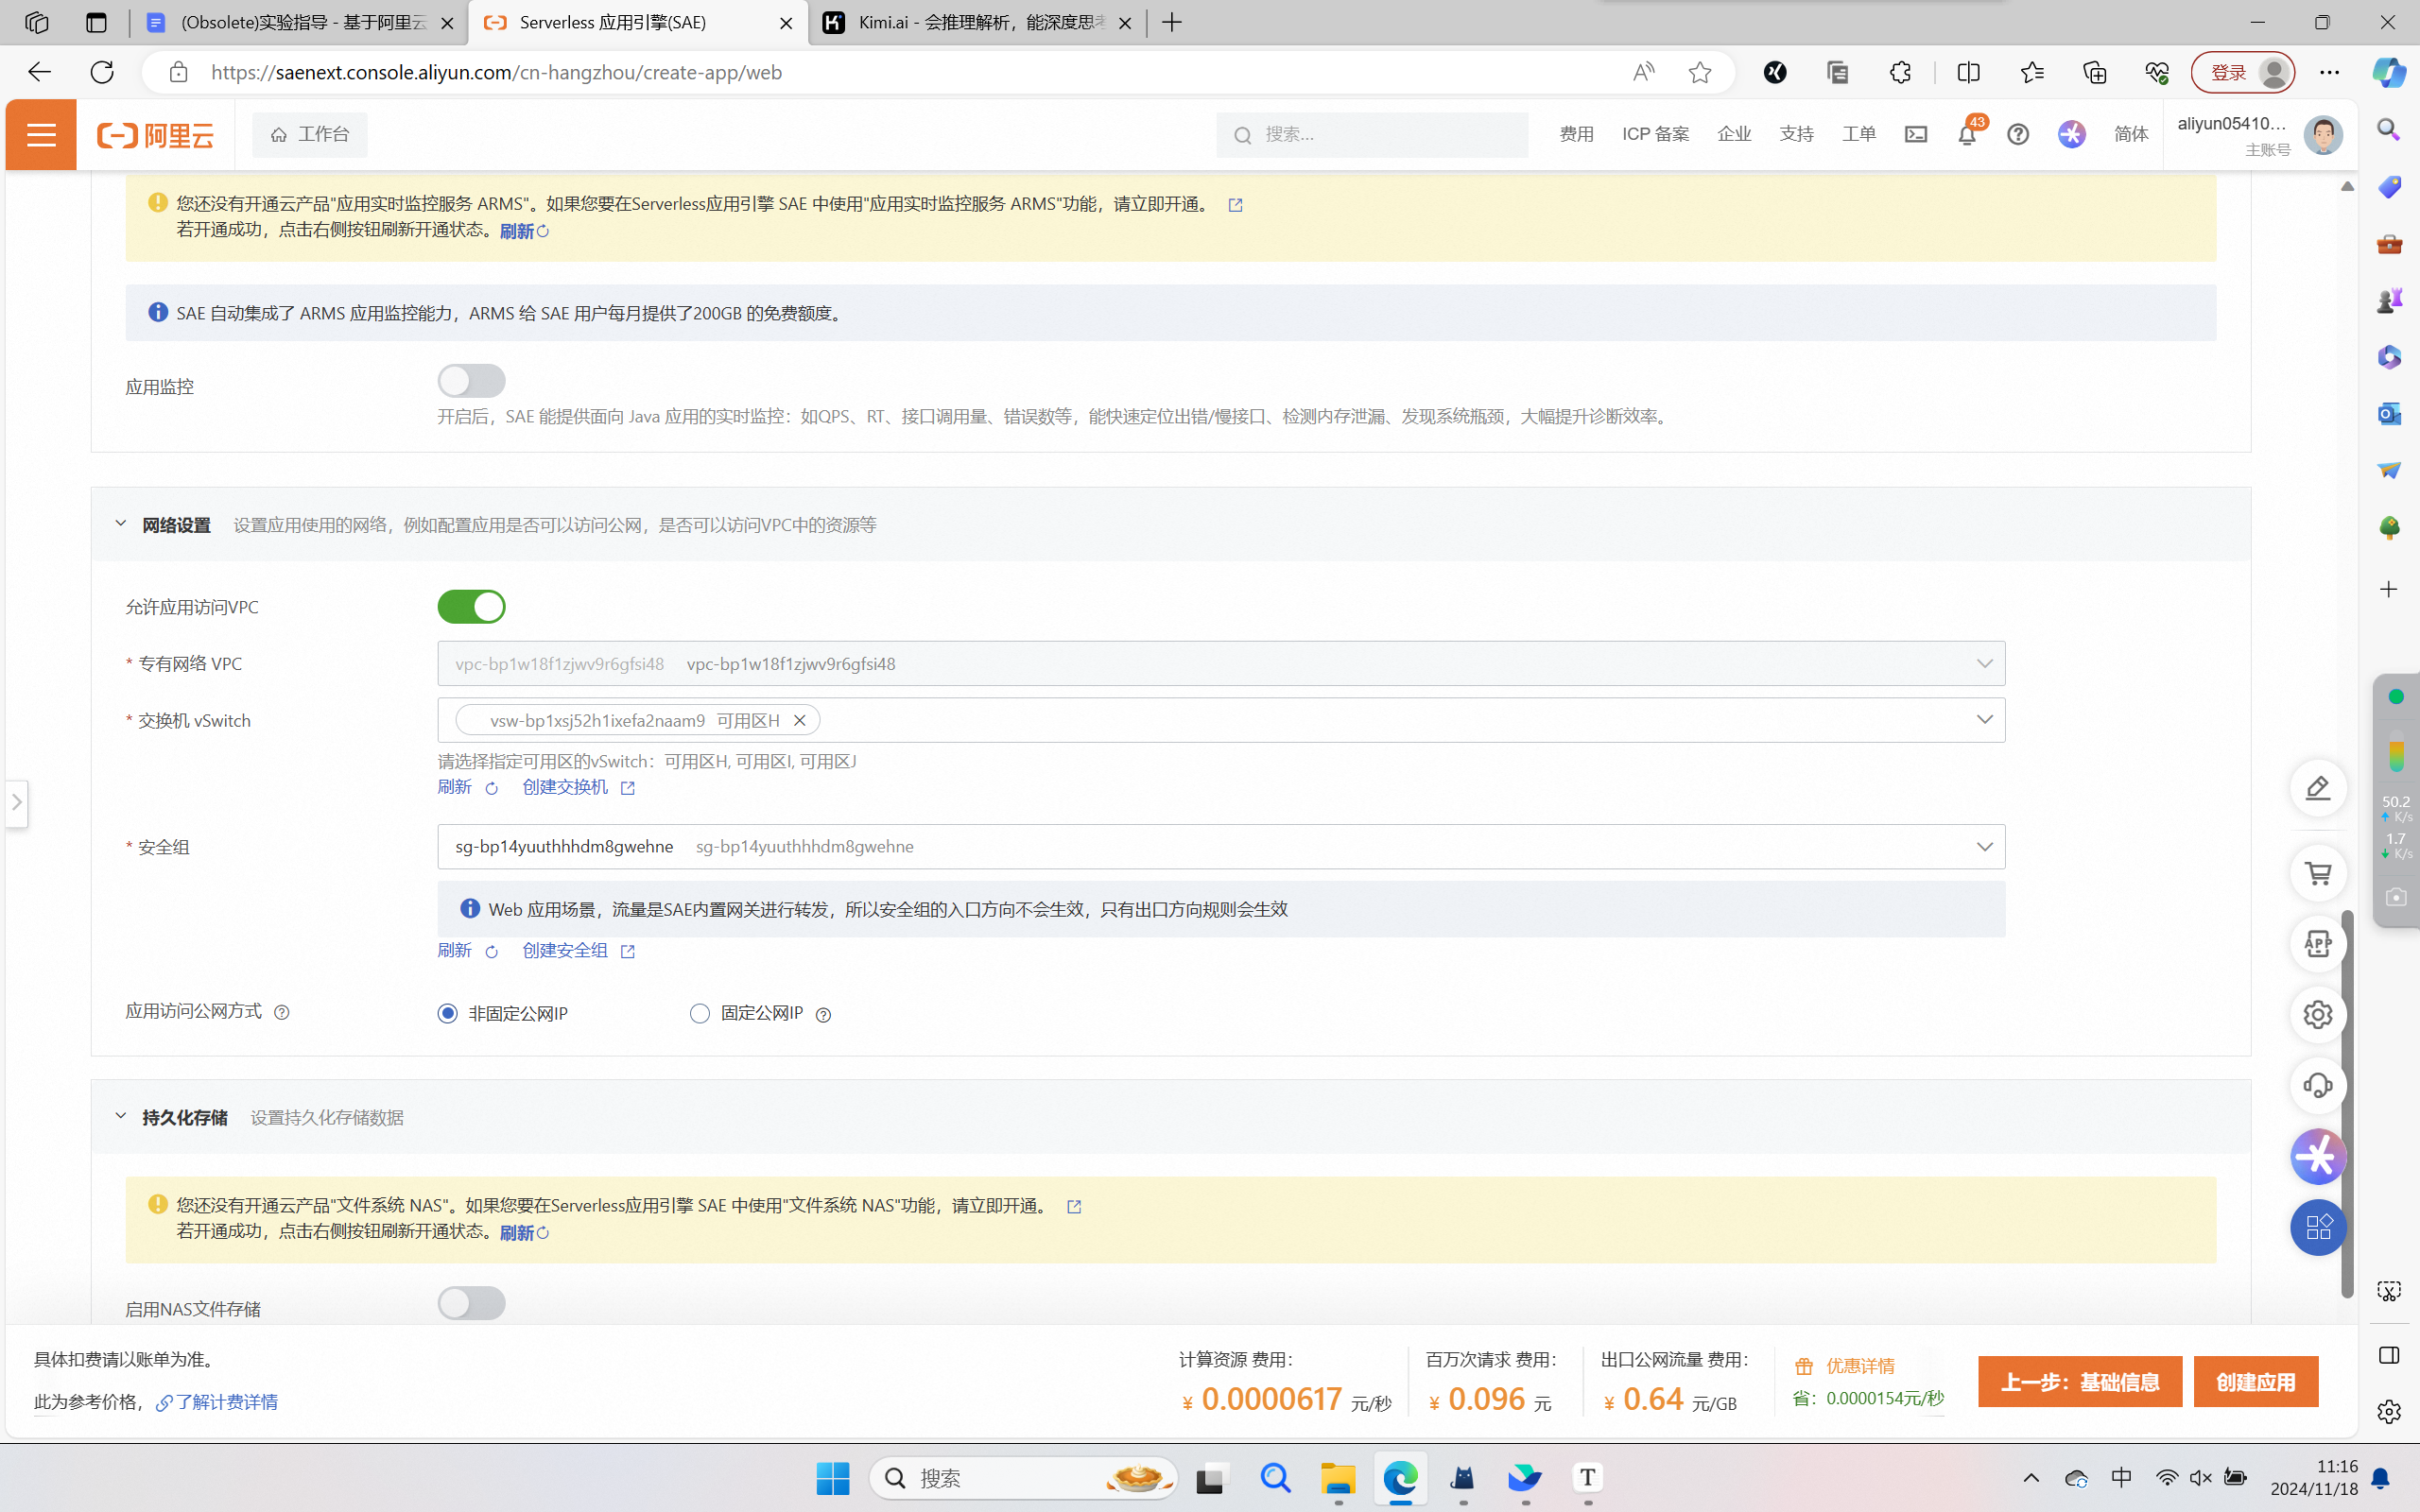 (Obsolete)实验指导 - 基于阿里云
Serverless 应用引擎(SAE)
Kimi.ai - 会推理解析，能深度思考
https://saenext.console.aliyun.com/cn-hangzhou/create-app/web
登录
阿里云
工作台
搜索...
费用
ICP 备案
企业
支持
工单
43
简体
aliyun05410...
主账号
您还没有开通云产品"应用实时监控服务 ARMS"。如果您要在Serverless应用引擎 SAE 中使用"应用实时监控服务 ARMS"功能，请立即开通。
若开通成功，点击右侧按钮刷新开通状态。刷新
SAE 自动集成了 ARMS 应用监控能力，ARMS 给 SAE 用户每月提供了200GB 的免费额度。
应用监控
开启后，SAE 能提供面向 Java 应用的实时监控：如QPS、RT、接口调用量、错误数等，能快速定位出错/慢接口、检测内存泄漏、发现系统瓶颈，大幅提升诊断效率。
网络设置 设置应用使用的网络，例如配置应用是否可以访问公网，是否可以访问VPC中的资源等
允许应用访问VPC
* 专有网络 VPC
vpc-bp1w18f1zjwv9r6gfsi48 vpc-bp1w18f1zjwv9r6gfsi48
* 交换机 vSwitch
vsw-bp1xsj52h1ixefa2naam9 可用区H
请选择指定可用区的vSwitch：可用区H, 可用区I, 可用区J
刷新 创建交换机
* 安全组
sg-bp14yuuthhhdm8gwehne sg-bp14yuuthhhdm8gwehne
Web 应用场景，流量是SAE内置网关进行转发，所以安全组的入口方向不会生效，只有出口方向规则会生效
刷新 创建安全组
应用访问公网方式
非固定公网IP
固定公网IP
持久化存储 设置持久化存储数据
您还没有开通云产品"文件系统 NAS"。如果您要在Serverless应用引擎 SAE 中使用"文件系统 NAS"功能，请立即开通。
若开通成功，点击右侧按钮刷新开通状态。刷新
启用NAS文件存储
50.2
K/s
1.7
K/s
APP
具体扣费请以账单为准。
此为参考价格，了解计费详情
计算资源 费用：
¥ 0.0000617 元/秒
百万次请求 费用：
¥ 0.096 元
出口公网流量 费用：
¥ 0.64 元/GB
优惠详情
省：0.0000154元/秒
上一步：基础信息
创建应用
搜索
中
11:16
2024/11/18